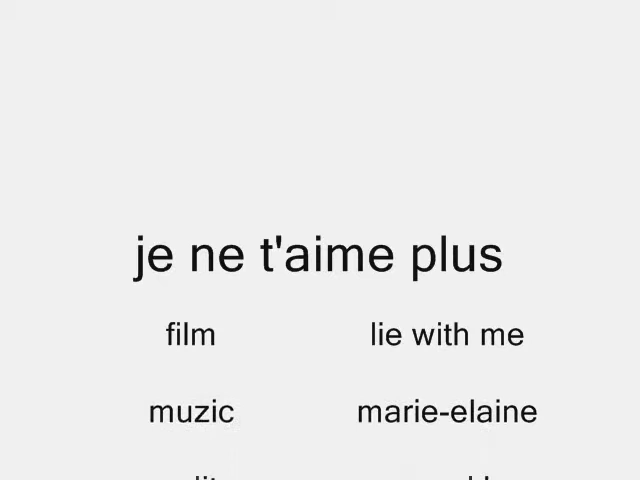 je ne t'aime plus
film lie with me
muzic marie-elaine